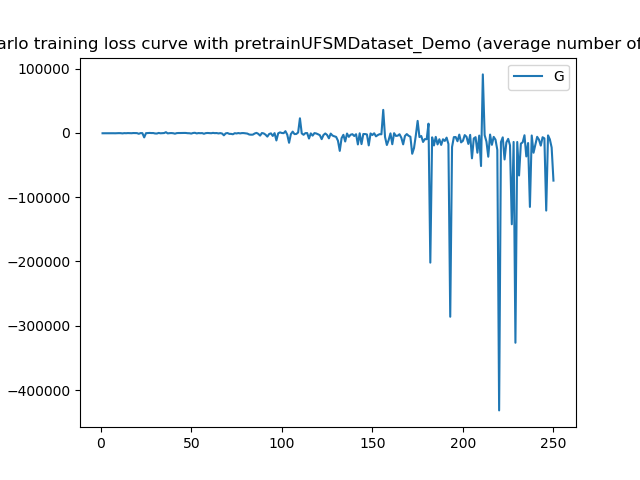 arlo training loss curve with pretrainUFSMDataset_Demo (average number of
G
100000
0
−100000
−200000
−300000
−400000
0 50 100 150 200 250